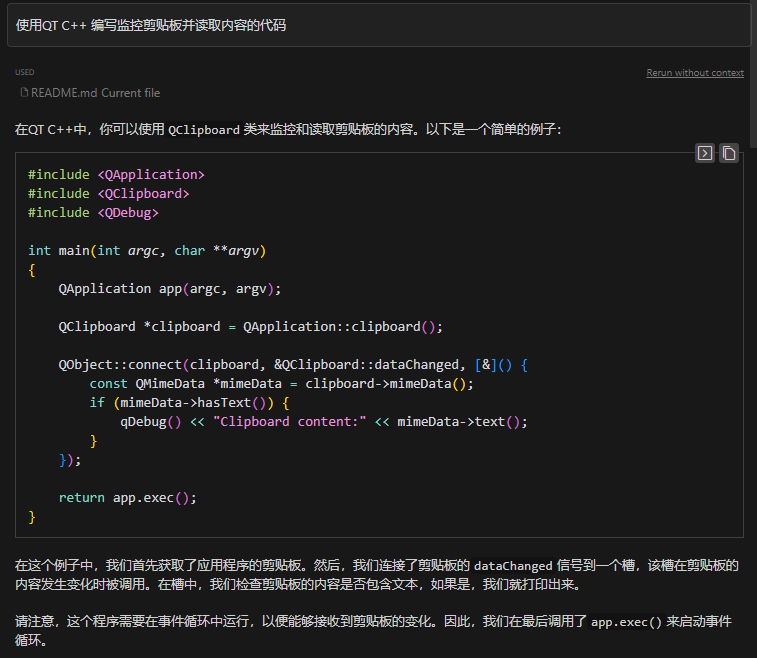 使用QT C++ 编写监控剪贴板并读取内容的代码
USED
Rerun without context
README.md Current file
在QT C++中，你可以使用 QClipboard 类来监控和读取剪贴板的内容。以下是一个简单的例子：
#include <QApplication>
#include <QClipboard>
#include <QDebug>
int main(int argc, char **argv)
{
    QApplication app(argc, argv);
    QClipboard *clipboard = QApplication::clipboard();
    QObject::connect(clipboard, &QClipboard::dataChanged, [&]() {
        const QMimeData *mimeData = clipboard->mimeData();
        if (mimeData->hasText()) {
            qDebug() << "Clipboard content:" << mimeData->text();
        }
    });
    return app.exec();
}
在这个例子中，我们首先获取了应用程序的剪贴板。然后，我们连接了剪贴板的 dataChanged 信号到一个槽，该槽在剪贴板的
内容发生变化时被调用。在槽中，我们检查剪贴板的内容是否包含文本，如果是，我们就打印出来。
请注意，这个程序需要在事件循环中运行，以便能够接收到剪贴板的变化。因此，我们在最后调用了 app.exec() 来启动事件
循环。